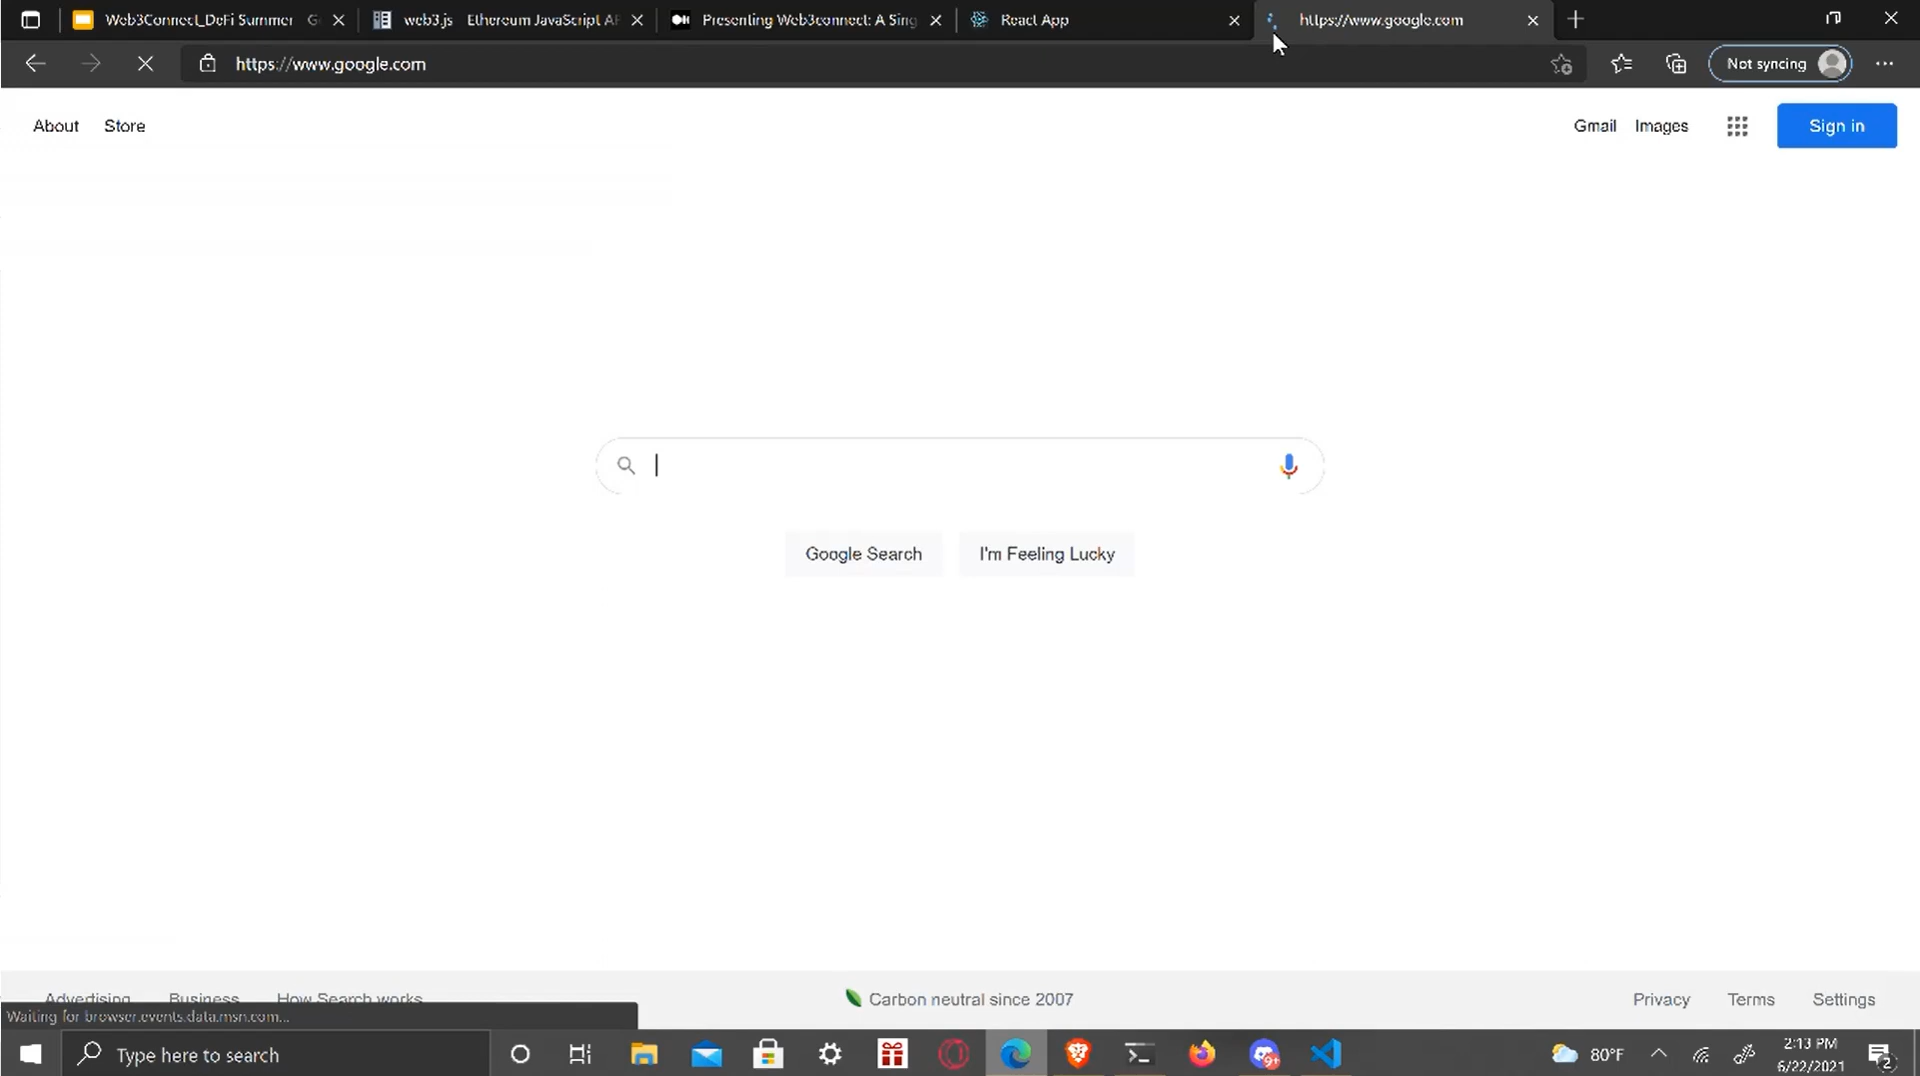 Web3Connect_DeFi Summer G
web3.js Ethereum JavaScript AP
Presenting Web3connect: A Sing
React App
https://www.google.com
https://www.google.com
Not syncing
About Store
Gmail Images
Sign in
Google Search I'm Feeling Lucky
Carbon neutral since 2007
Advertising Business How Search works
Privacy Terms Settings
Waiting for browser.events.data.msn.com...
Type here to search
9+
80°F
2:13 PM
6/22/2021
2